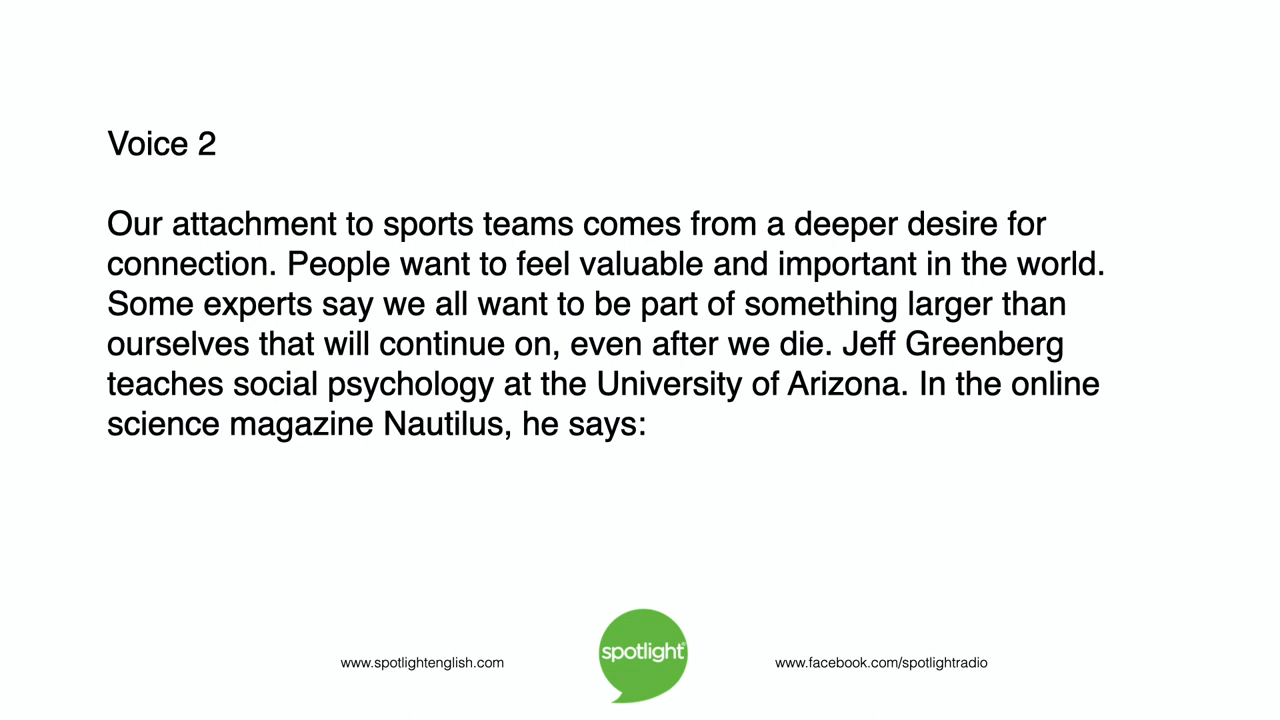 Voice 2
Our attachment to sports teams comes from a deeper desire for
connection. People want to feel valuable and important in the world.
Some experts say we all want to be part of something larger than
ourselves that will continue on, even after we die. Jeff Greenberg
teaches social psychology at the University of Arizona. In the online
science magazine Nautilus, he says:
www.spotlightenglish.com
spotlight
www.facebook.com/spotlightradio